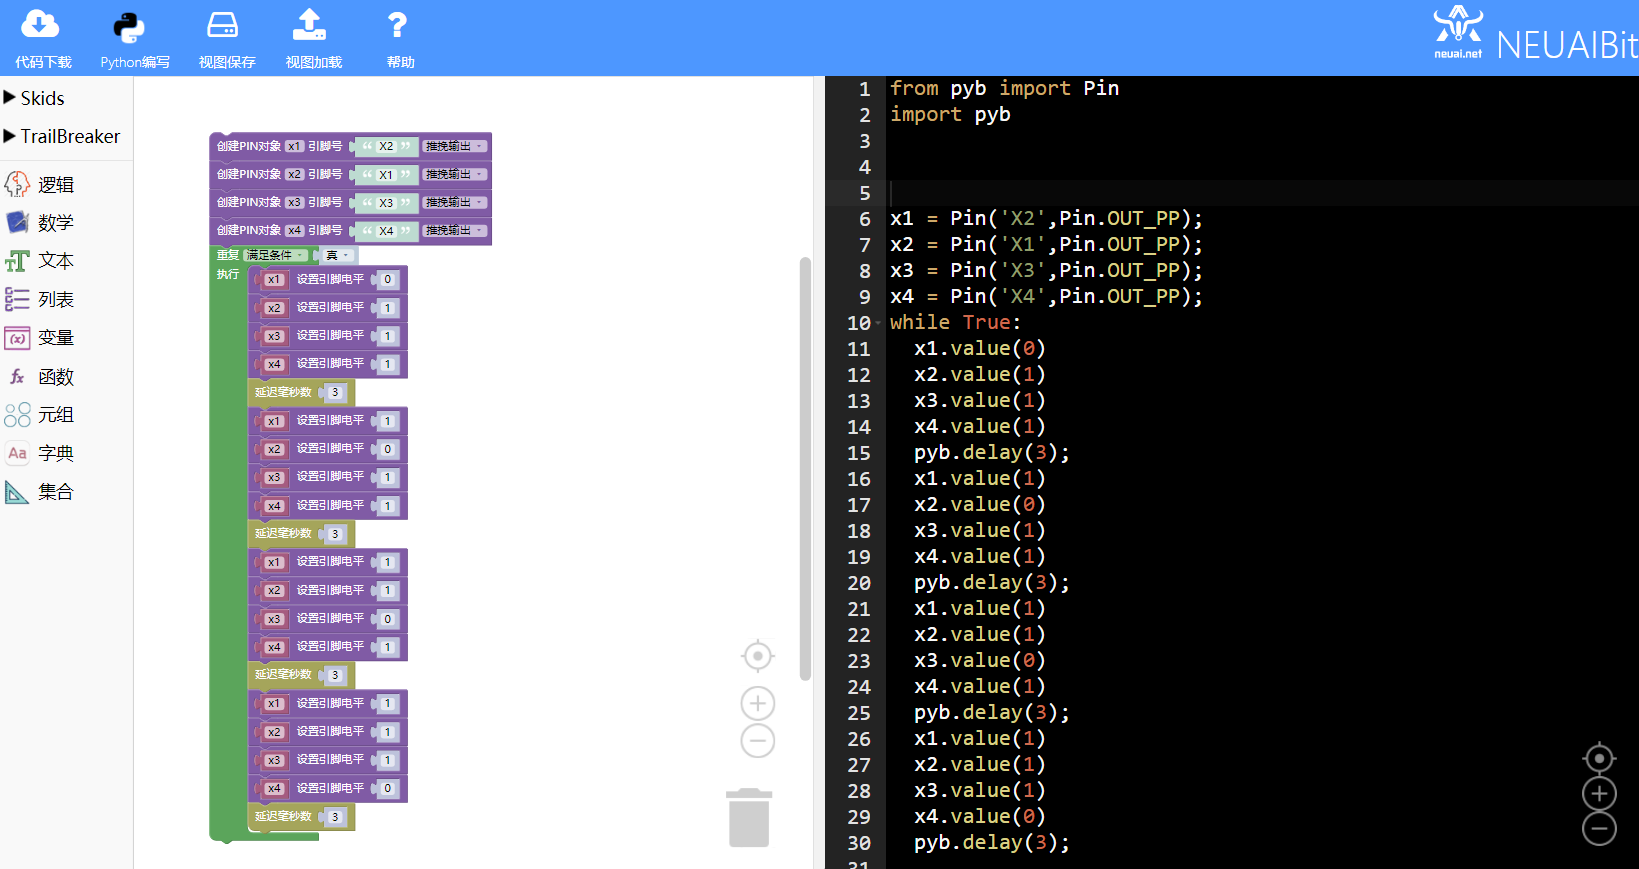 代码下载
Python编写
视图保存
视图加载
帮助
neuai.net
NEUAIBit
Skids
TrailBreaker
逻辑
数学
文本
列表
变量
函数
元组
字典
集合
创建PIN对象 x1 引脚号 “ X2 ” 推挽输出
创建PIN对象 x2 引脚号 “ X1 ” 推挽输出
创建PIN对象 x3 引脚号 “ X3 ” 推挽输出
创建PIN对象 x4 引脚号 “ X4 ” 推挽输出
重复 满足条件 真
执行
x1 设置引脚电平 0
x2 设置引脚电平 1
x3 设置引脚电平 1
x4 设置引脚电平 1
延迟毫秒数 3
x1 设置引脚电平 1
x2 设置引脚电平 0
x3 设置引脚电平 1
x4 设置引脚电平 1
延迟毫秒数 3
x1 设置引脚电平 1
x2 设置引脚电平 1
x3 设置引脚电平 0
x4 设置引脚电平 1
延迟毫秒数 3
x1 设置引脚电平 1
x2 设置引脚电平 1
x3 设置引脚电平 1
x4 设置引脚电平 0
延迟毫秒数 3
1 from pyb import Pin
2 import pyb
3
4
5
6 x1 = Pin('X2',Pin.OUT_PP);
7 x2 = Pin('X1',Pin.OUT_PP);
8 x3 = Pin('X3',Pin.OUT_PP);
9 x4 = Pin('X4',Pin.OUT_PP);
10 while True:
11 x1.value(0)
12 x2.value(1)
13 x3.value(1)
14 x4.value(1)
15 pyb.delay(3);
16 x1.value(1)
17 x2.value(0)
18 x3.value(1)
19 x4.value(1)
20 pyb.delay(3);
21 x1.value(1)
22 x2.value(1)
23 x3.value(0)
24 x4.value(1)
25 pyb.delay(3);
26 x1.value(1)
27 x2.value(1)
28 x3.value(1)
29 x4.value(0)
30 pyb.delay(3);
31